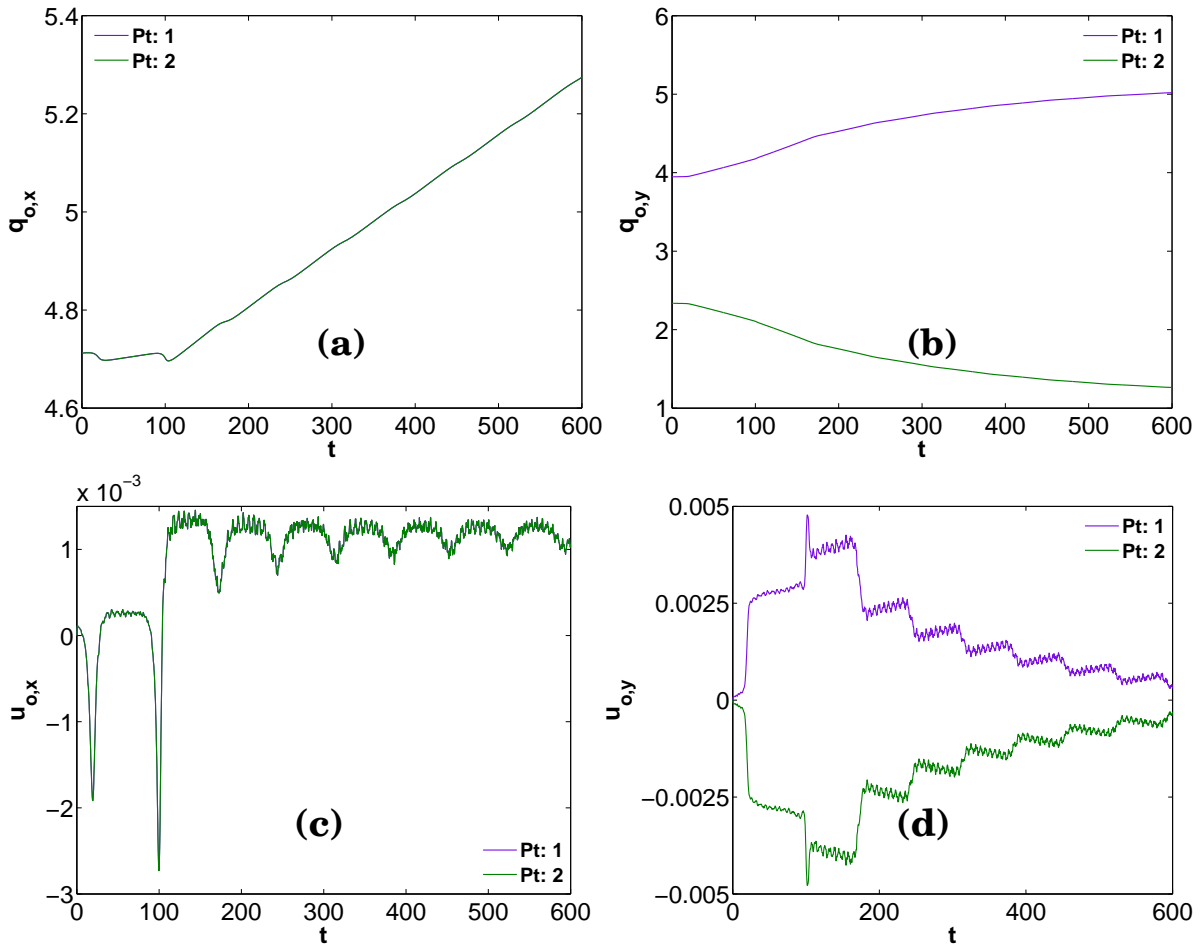 5.4
5.2
5
4.8
4.6
q_{o,x}
Pt: 1
Pt: 2
(a)
0 100 200 300 400 500 600
t
6
5
4
3
2
1
q_{o,y}
Pt: 1
Pt: 2
(b)
0 100 200 300 400 500 600
t
x 10^{−3}
1
0
−1
−2
−3
u_{o,x}
(c)
Pt: 1
Pt: 2
0 100 200 300 400 500 600
t
0.005
0.0025
0
−0.0025
−0.005
u_{o,y}
Pt: 1
Pt: 2
(d)
0 200 400 600
t